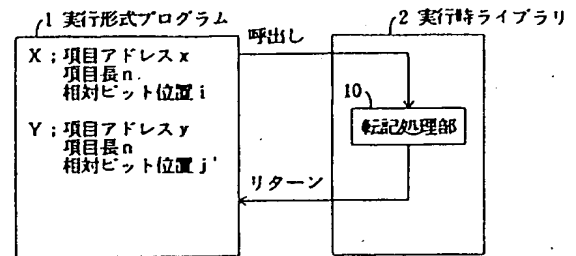 1 実行形式プログラム
2 実行時ライブラリ
呼出し
X;項目アドレスx
項目長n.
相対ビット位置i
10
転記処理部
Y;項目アドレスy
項目長n
相対ビット位置j'
リターン